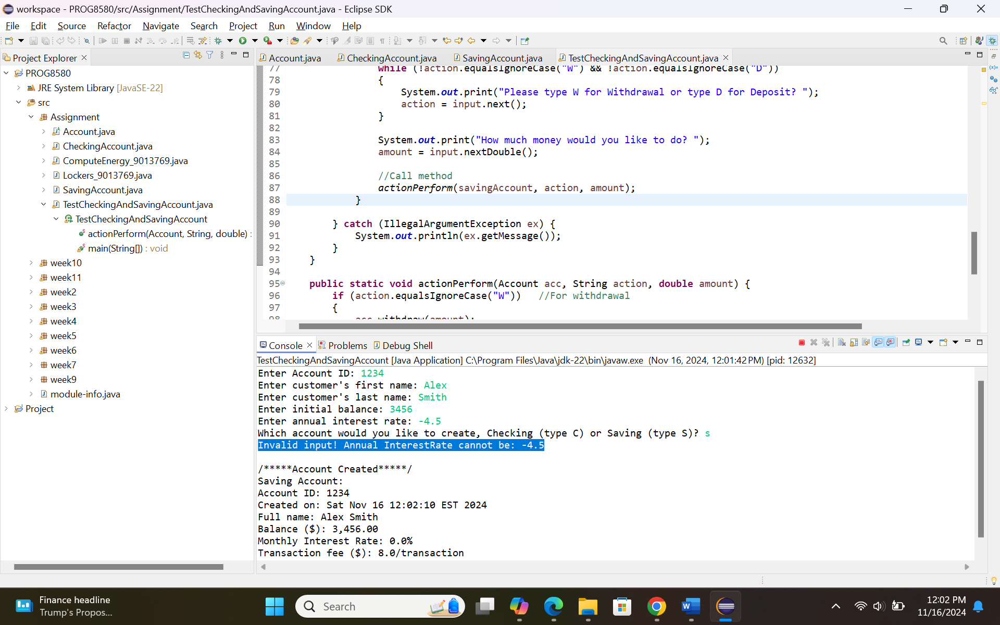 workspace - PROG8580/src/Assignment/TestCheckingAndSavingAccount.java - Eclipse SDK
File Edit Source Refactor Navigate Search Project Run Window Help
Project Explorer
PROG8580
JRE System Library [JavaSE-22]
src
Assignment
Account.java
CheckingAccount.java
ComputeEnergy_9013769.java
Lockers_9013769.java
SavingAccount.java
TestCheckingAndSavingAccount.java
TestCheckingAndSavingAccount
actionPerform(Account, String, double) :
main(String[]) : void
week10
week11
week2
week3
week4
week5
week6
week7
week9
module-info.java
Project
Account.java CheckingAccount.java SavingAccount.java TestCheckingAndSavingAccount.java
77 while (!action.equalsIgnoreCase("W") && !action.equalsIgnoreCase("D"))
78 {
79 System.out.print("Please type W for Withdrawal or type D for Deposit? ");
80 action = input.next();
81 }
82
83 System.out.print("How much money would you like to do? ");
84 amount = input.nextDouble();
85
86 //Call method
87 actionPerform(savingAccount, action, amount);
88 }
89
90 } catch (IllegalArgumentException ex) {
91 System.out.println(ex.getMessage());
92 }
93 }
94
95 public static void actionPerform(Account acc, String action, double amount) {
96 if (action.equalsIgnoreCase("W")) //For withdrawal
97 {
98 acc.withdraw(amount);
Console Problems Debug Shell
TestCheckingAndSavingAccount [Java Application] C:\Program Files\Java\jdk-22\bin\javaw.exe (Nov 16, 2024, 12:01:42 PM) [pid: 12632]
Enter Account ID: 1234
Enter customer's first name: Alex
Enter customer's last name: Smith
Enter initial balance: 3456
Enter annual interest rate: -4.5
Which account would you like to create, Checking (type C) or Saving (type S)? s
Invalid input! Annual InterestRate cannot be: -4.5
/*****Account Created*****/
Saving Account:
Account ID: 1234
Created on: Sat Nov 16 12:02:10 EST 2024
Full name: Alex Smith
Balance ($): 3,456.00
Monthly Interest Rate: 0.0%
Transaction fee ($): 8.0/transaction
Finance headline
Trump's Propos...
Search
12:02 PM
11/16/2024